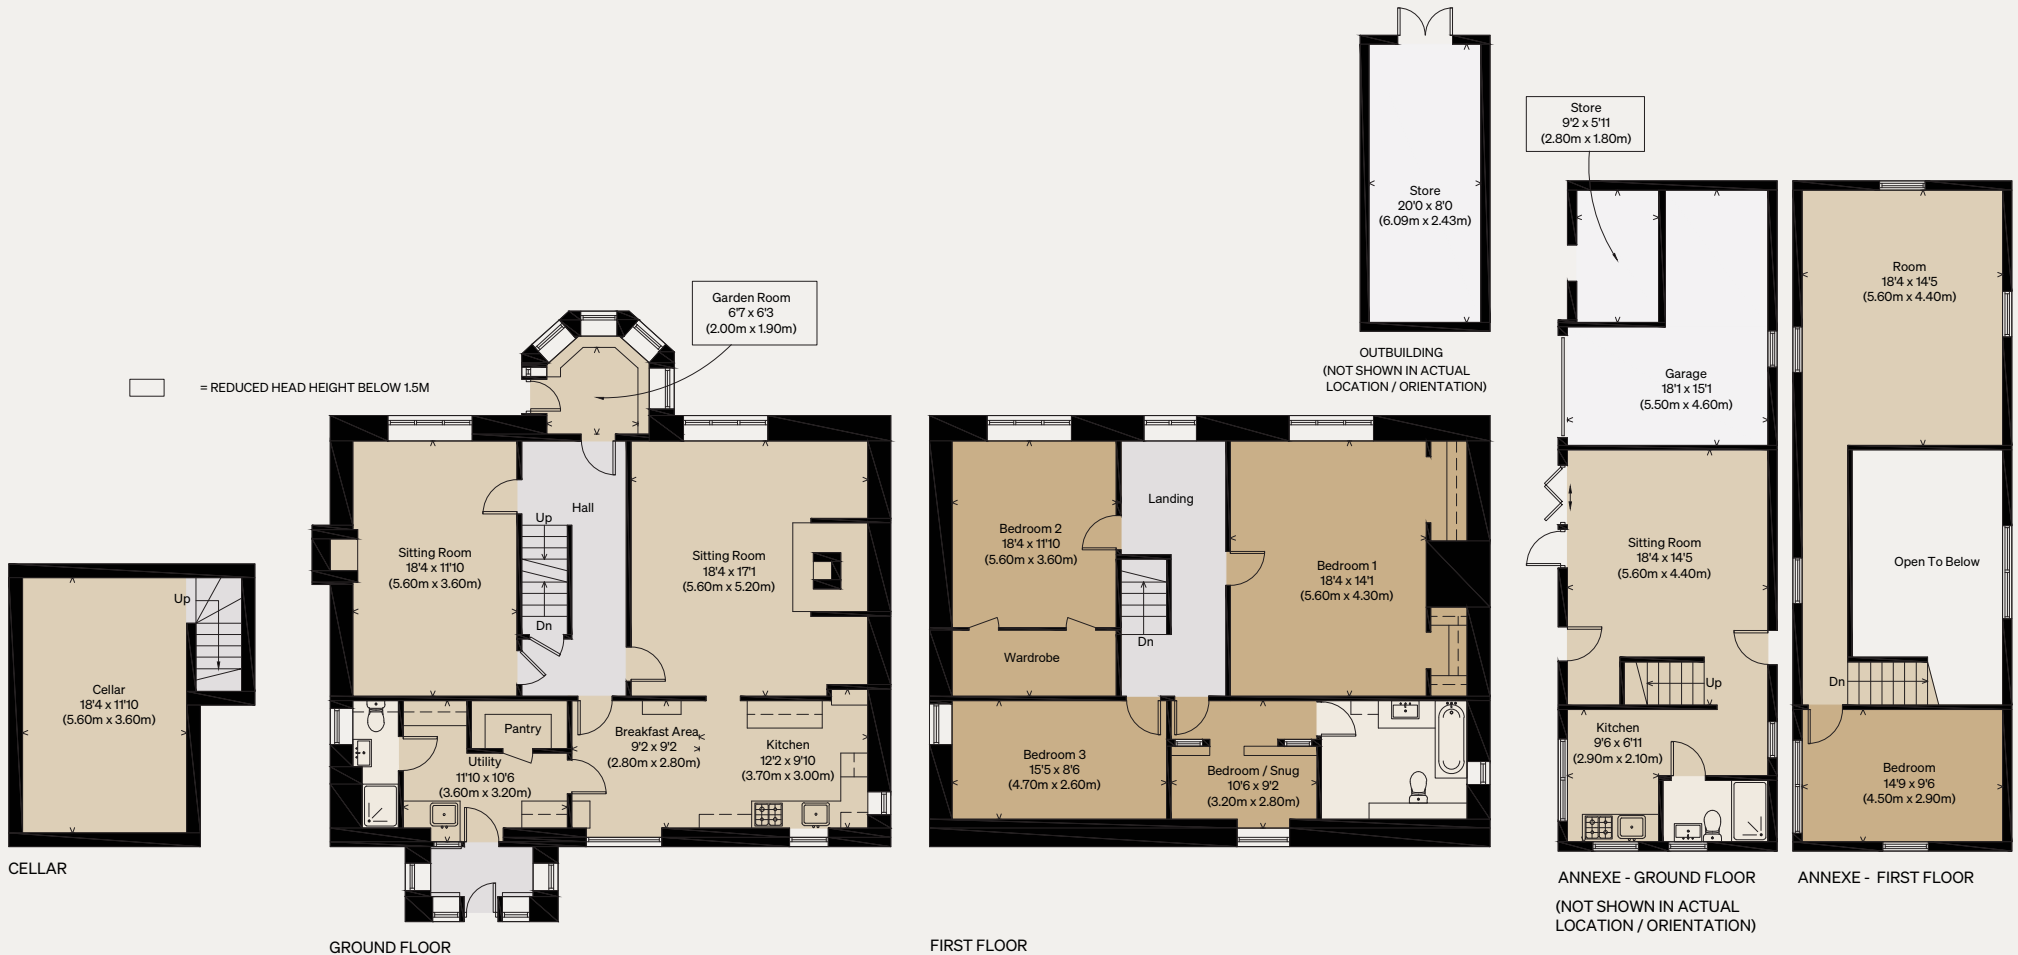 Store
20'0 x 8'0
(6.09m x 2.43m)
OUTBUILDING
(NOT SHOWN IN ACTUAL
LOCATION / ORIENTATION)
Store
9'2 x 5'11
(2.80m x 1.80m)
Garage
18'1 x 15'1
(5.50m x 4.60m)
Sitting Room
18'4 x 14'5
(5.60m x 4.40m)
Up
Kitchen
9'6 x 6'11
(2.90m x 2.10m)
ANNEXE - GROUND FLOOR
(NOT SHOWN IN ACTUAL
LOCATION / ORIENTATION)
Room
18'4 x 14'5
(5.60m x 4.40m)
Open To Below
Dn
Bedroom
14'9 x 9'6
(4.50m x 2.90m)
ANNEXE - FIRST FLOOR
= REDUCED HEAD HEIGHT BELOW 1.5M
Up
Cellar
18'4 x 11'10
(5.60m x 3.60m)
CELLAR
Garden Room
6'7 x 6'3
(2.00m x 1.90m)
Hall
Up
Dn
Sitting Room
18'4 x 11'10
(5.60m x 3.60m)
Sitting Room
18'4 x 17'1
(5.60m x 5.20m)
Pantry
Utility
11'10 x 10'6
(3.60m x 3.20m)
Breakfast Area
9'2 x 9'2
(2.80m x 2.80m)
Kitchen
12'2 x 9'10
(3.70m x 3.00m)
GROUND FLOOR
Landing
Bedroom 2
18'4 x 11'10
(5.60m x 3.60m)
Bedroom 1
18'4 x 14'1
(5.60m x 4.30m)
Dn
Wardrobe
Bedroom 3
15'5 x 8'6
(4.70m x 2.60m)
Bedroom / Snug
10'6 x 9'2
(3.20m x 2.80m)
FIRST FLOOR